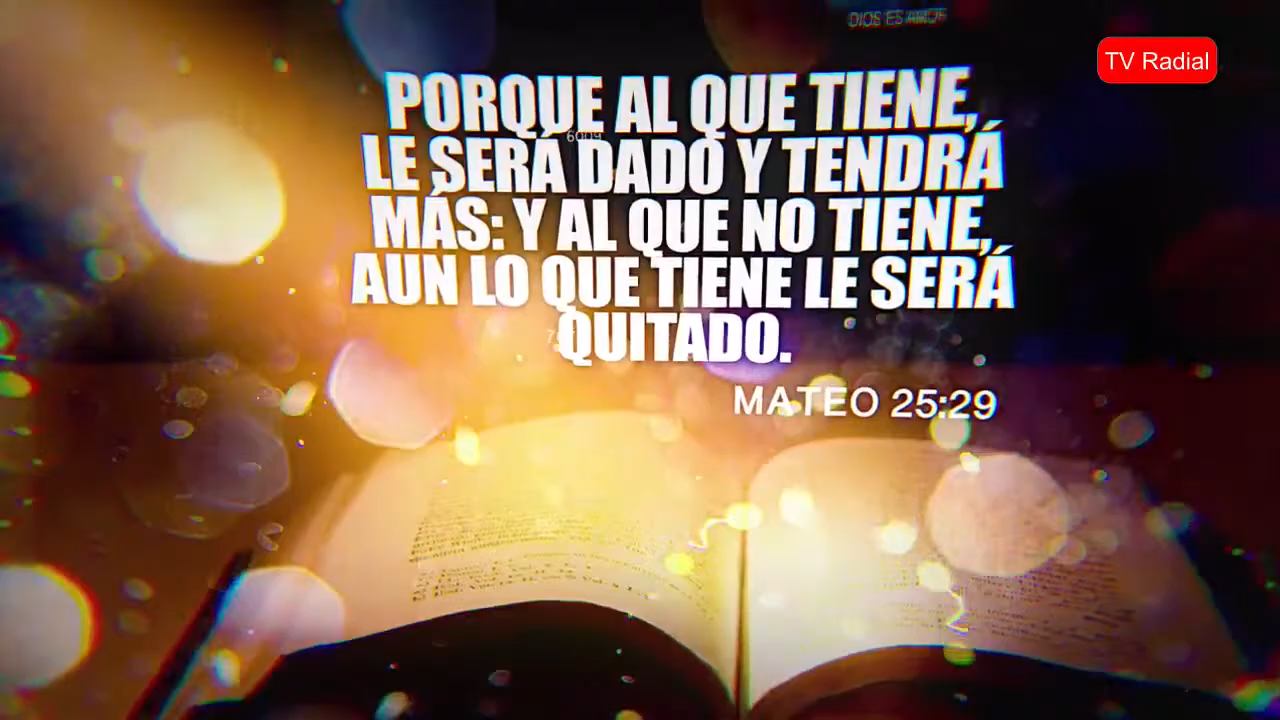 DIOS ES AMOR
TV Radial
PORQUE AL QUE TIENE,
LE SERÁ DADO Y TENDRÁ
MÁS: Y AL QUE NO TIENE,
AUN LO QUE TIENE LE SERÁ
QUITADO.
MATEO 25:29
6009